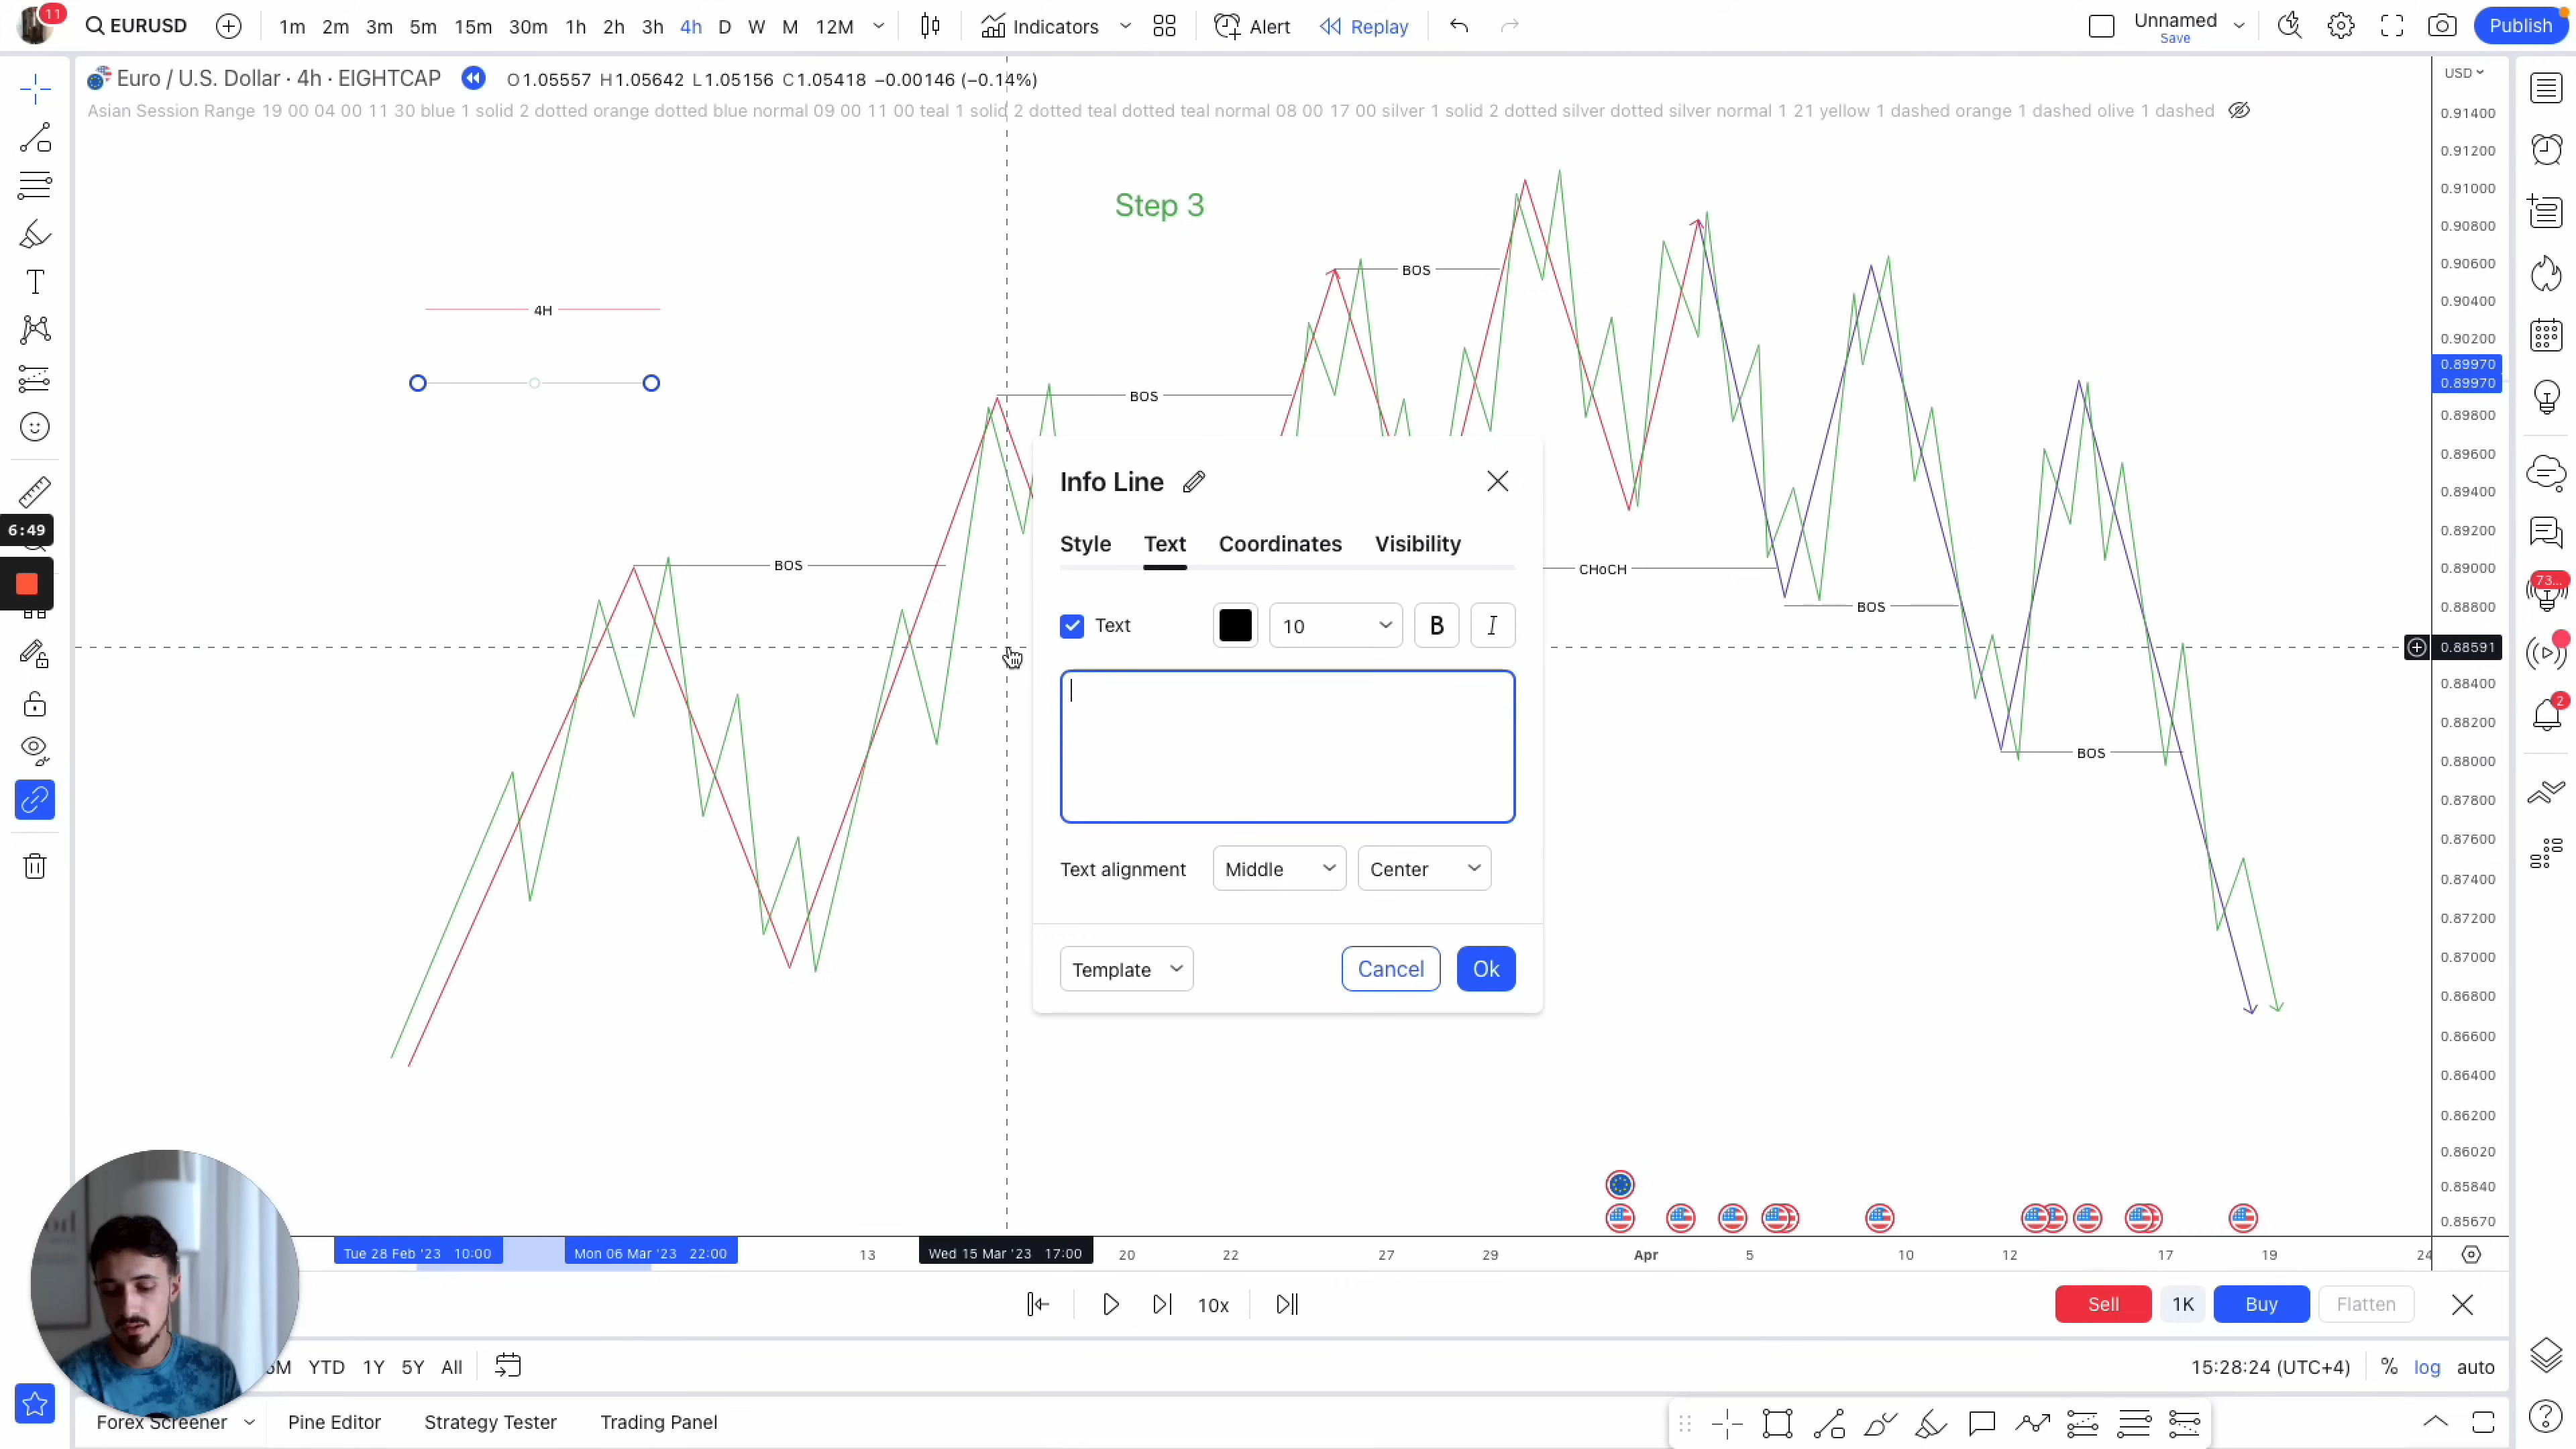 11
EURUSD
1m 2m 3m 5m 15m 30m 1h 2h 3h 4h D W M 12M
Indicators
Alert
Replay
Unnamed
Save
Publish
Euro / U.S. Dollar · 4h · EIGHTCAP
O1.05557 H1.05642 L1.05156 C1.05418 −0.00146 (−0.14%)
USD
Asian Session Range 19 00 04 00 11 30 blue 1 solid 2 dotted orange dotted blue normal 09 00 11 00 teal 1 solid 2 dotted teal dotted teal normal 08 00 17 00 silver 1 solid 2 dotted silver dotted silver normal 1 21 yellow 1 dashed orange 1 dashed olive 1 dashed
0.91400
0.91200
0.91000
0.90800
0.90600
0.90400
0.90200
0.89970
0.89970
0.89800
0.89600
0.89400
0.89200
0.89000
0.88800
0.88591
0.88400
0.88200
0.88000
0.87800
0.87600
0.87400
0.87200
0.87000
0.86800
0.86600
0.86400
0.86200
0.86020
0.85840
0.85670
Step 3
BOS
4H
BOS
BOS
CHoCH
BOS
BOS
6:49
Info Line
Style Text Coordinates Visibility
Text
10
B I
Text alignment Middle Center
Template Cancel Ok
73...
2
Tue 28 Feb '23 10:00
Mon 06 Mar '23 22:00
13
Wed 15 Mar '23 17:00
20 22 27 29 Apr 5 10 12 17 19 24
10x
Sell 1K Buy Flatten
YTD 1Y 5Y All
15:28:24 (UTC+4) % log auto
Forex Screener Pine Editor Strategy Tester Trading Panel